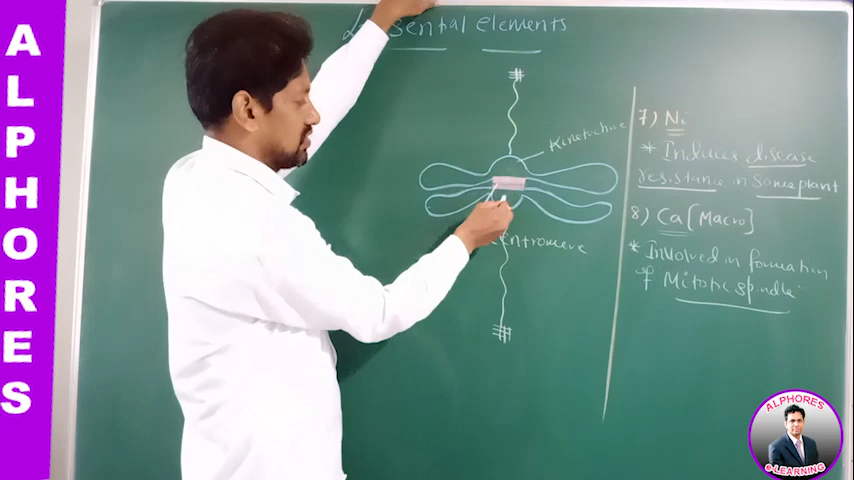 ALPHORES
elements
Kinetochore
Centromere
7) Ni
* Induces disease
resistance in some plant
8) Ca [Macro]
* Involved in formation
of Mitotic spindle
ALPHORES
e-LEARNING